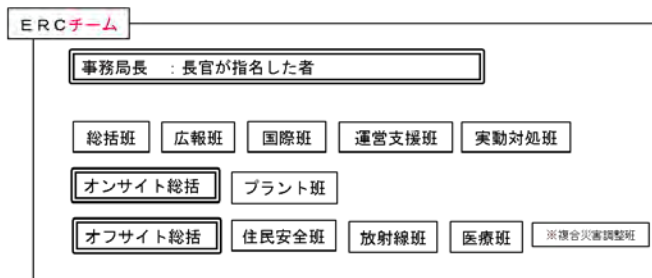 ERCチーム
事務局長 ：長官が指名した者
総括班 広報班 国際班 運営支援班 実動対処班
オンサイト総括 プラント班
オフサイト総括 住民安全班 放射線班 医療班 ※複合災害調整班